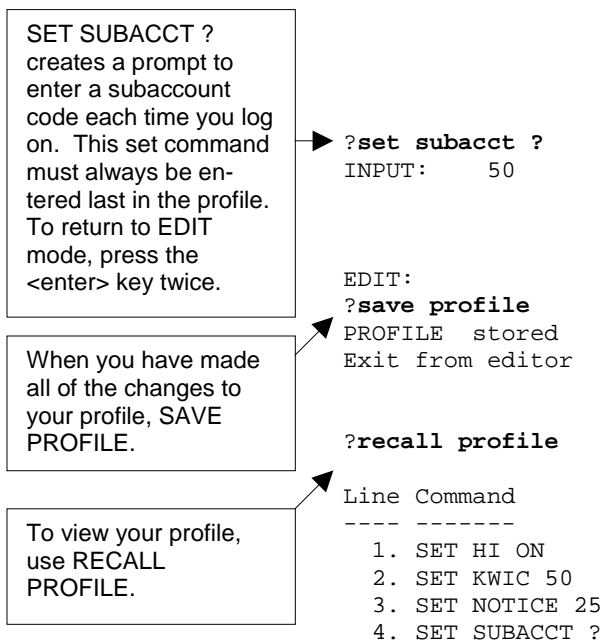 SET SUBACCT ?
creates a prompt to
enter a subaccount
code each time you log
on. This set command
must always be en-
tered last in the profile.
To return to EDIT
mode, press the
<enter> key twice.
?set subacct ?
INPUT: 50
EDIT:
?save profile
PROFILE stored
Exit from editor
When you have made
all of the changes to
your profile, SAVE
PROFILE.
?recall profile
Line Command
---- -------
1. SET HI ON
2. SET KWIC 50
3. SET NOTICE 25
4. SET SUBACCT ?
To view your profile,
use RECALL
PROFILE.